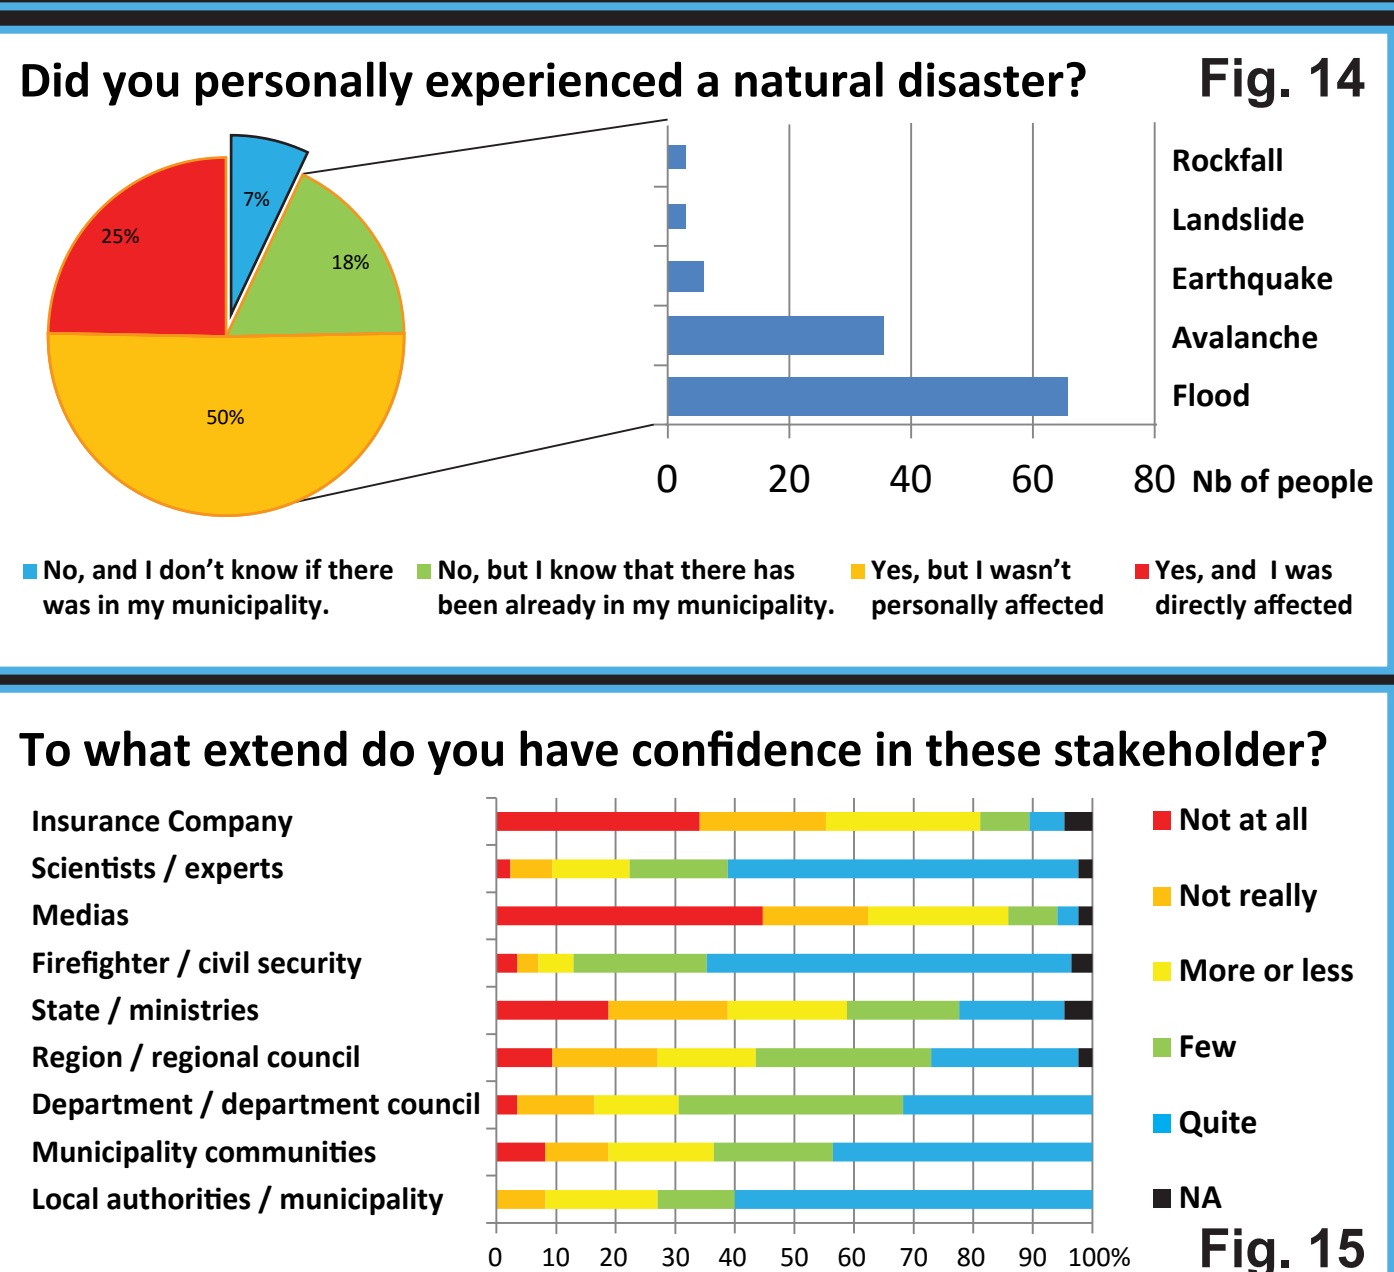 Did you personally experienced a natural disaster?
Fig. 14
7%
25%
18%
50%
Rockfall
Landslide
Earthquake
Avalanche
Flood
0 20 40 60 80 Nb of people
No, and I don't know if there
was in my municipality.
No, but I know that there has
been already in my municipality.
Yes, but I wasn't
personally affected
Yes, and I was
directly affected
To what extend do you have confidence in these stakeholder?
Insurance Company
Scientists / experts
Medias
Firefighter / civil security
State / ministries
Region / regional council
Department / department council
Municipality communities
Local authorities / municipality
0 10 20 30 40 50 60 70 80 90 100%
Not at all
Not really
More or less
Few
Quite
NA
Fig. 15